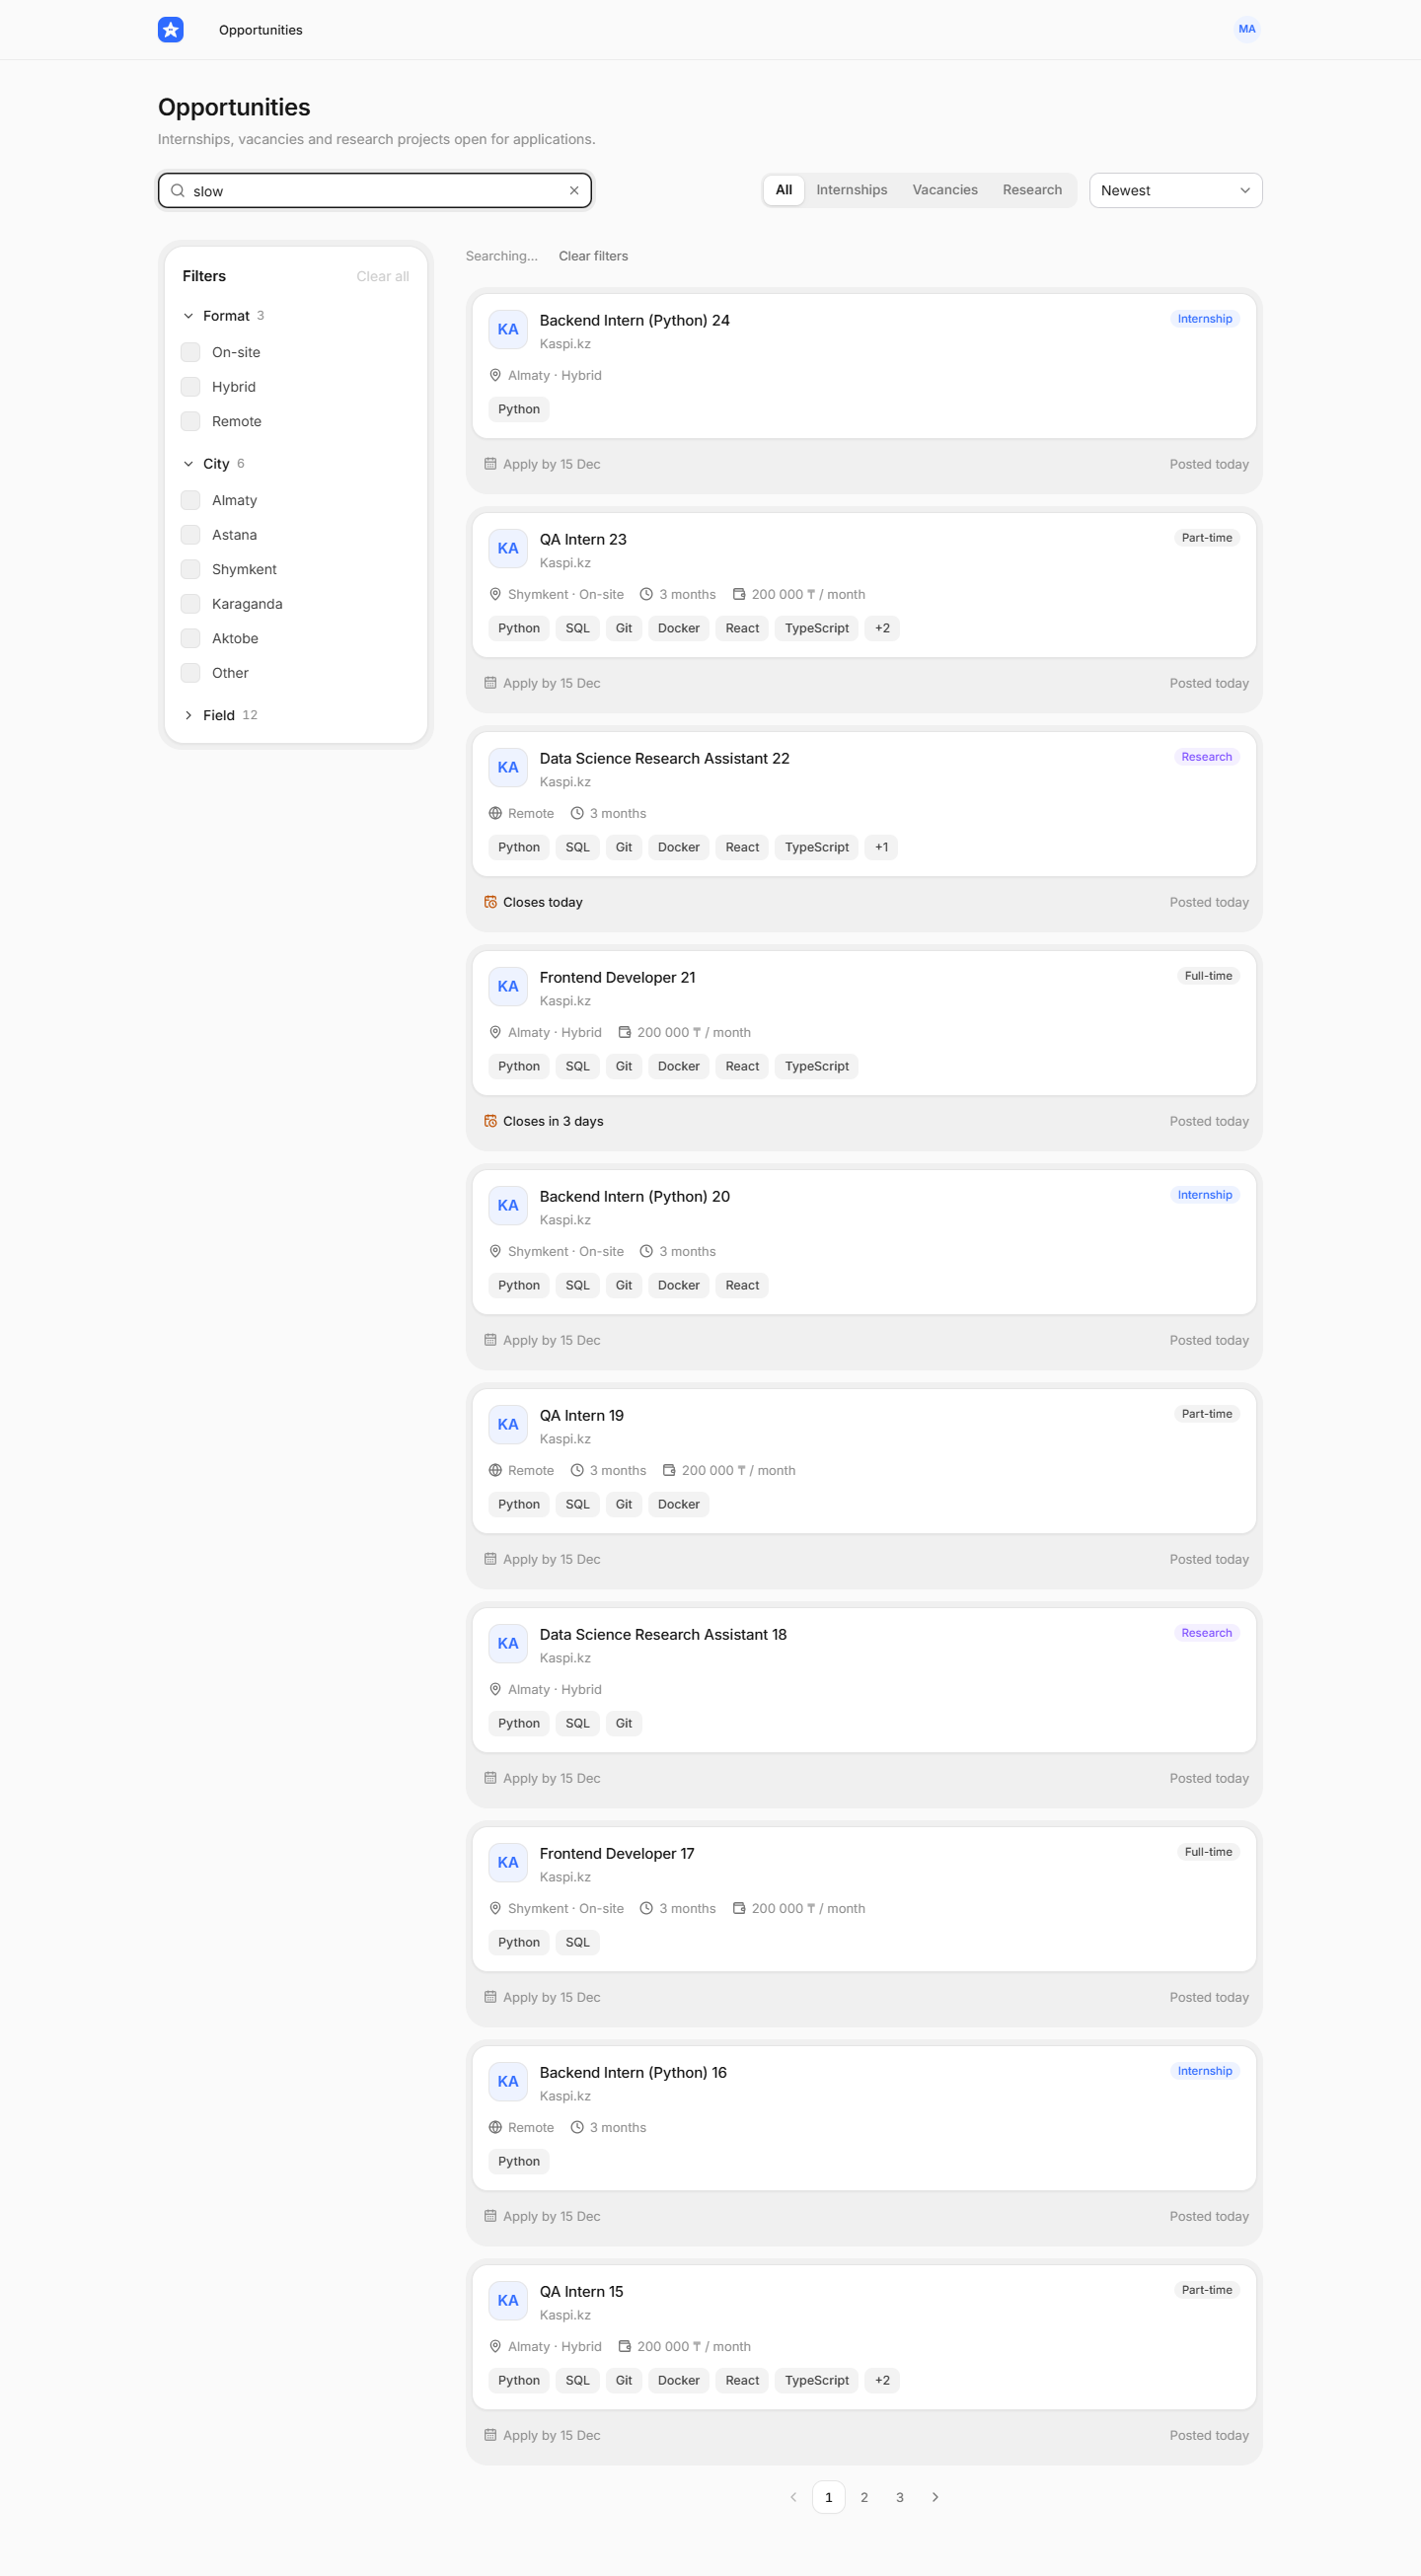 Opportunities
MA
Opportunities
Internships, vacancies and research projects open for applications.
slow
All Internships Vacancies Research
Newest
Filters Clear all
Format 3
On-site
Hybrid
Remote
City 6
Almaty
Astana
Shymkent
Karaganda
Aktobe
Other
Field 12
Searching... Clear filters
KA Backend Intern (Python) 24 Internship
Kaspi.kz
Almaty · Hybrid
Python
Apply by 15 Dec Posted today
KA QA Intern 23 Part-time
Kaspi.kz
Shymkent · On-site 3 months 200 000 ₸ / month
Python SQL Git Docker React TypeScript +2
Apply by 15 Dec Posted today
KA Data Science Research Assistant 22 Research
Kaspi.kz
Remote 3 months
Python SQL Git Docker React TypeScript +1
Closes today Posted today
KA Frontend Developer 21 Full-time
Kaspi.kz
Almaty · Hybrid 200 000 ₸ / month
Python SQL Git Docker React TypeScript
Closes in 3 days Posted today
KA Backend Intern (Python) 20 Internship
Kaspi.kz
Shymkent · On-site 3 months
Python SQL Git Docker React
Apply by 15 Dec Posted today
KA QA Intern 19 Part-time
Kaspi.kz
Remote 3 months 200 000 ₸ / month
Python SQL Git Docker
Apply by 15 Dec Posted today
KA Data Science Research Assistant 18 Research
Kaspi.kz
Almaty · Hybrid
Python SQL Git
Apply by 15 Dec Posted today
KA Frontend Developer 17 Full-time
Kaspi.kz
Shymkent · On-site 3 months 200 000 ₸ / month
Python SQL
Apply by 15 Dec Posted today
KA Backend Intern (Python) 16 Internship
Kaspi.kz
Remote 3 months
Python
Apply by 15 Dec Posted today
KA QA Intern 15 Part-time
Kaspi.kz
Almaty · Hybrid 200 000 ₸ / month
Python SQL Git Docker React TypeScript +2
Apply by 15 Dec Posted today
1 2 3